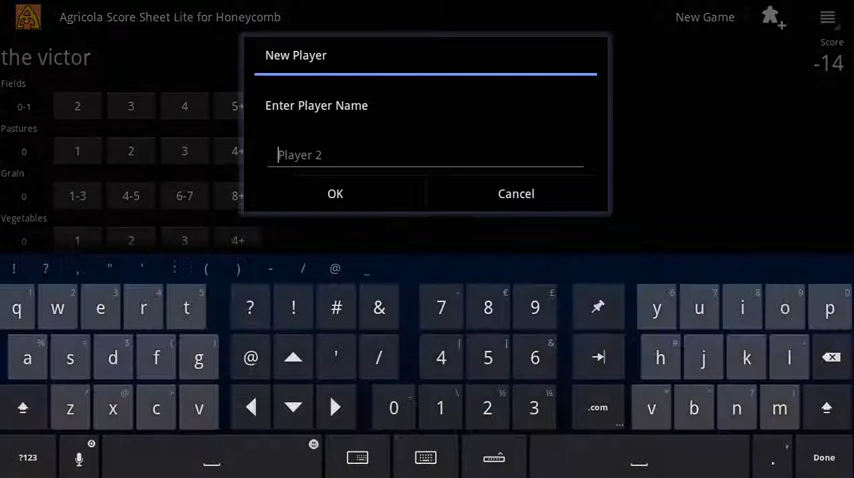 Agricola Score Sheet Lite for Honeycomb
New Game
the victor
Score
-14
New Player
Enter Player Name
Player 2
OK
Cancel
Fields
0-1 2 3 4 5+
Pastures
0 1 2 3 4+
Grain
0 1-3 4-5 6-7 8+
Vegetables
0 1 2 3 4+
! ? , " ' : ( ) - / @ _
q w e r t ? ! # & 7 8 9 y u i o p
a s d f g @ ' / 4 5 6 h j k l
z x c v 0 1 2 3 .com ... v b n m
?123 . Done